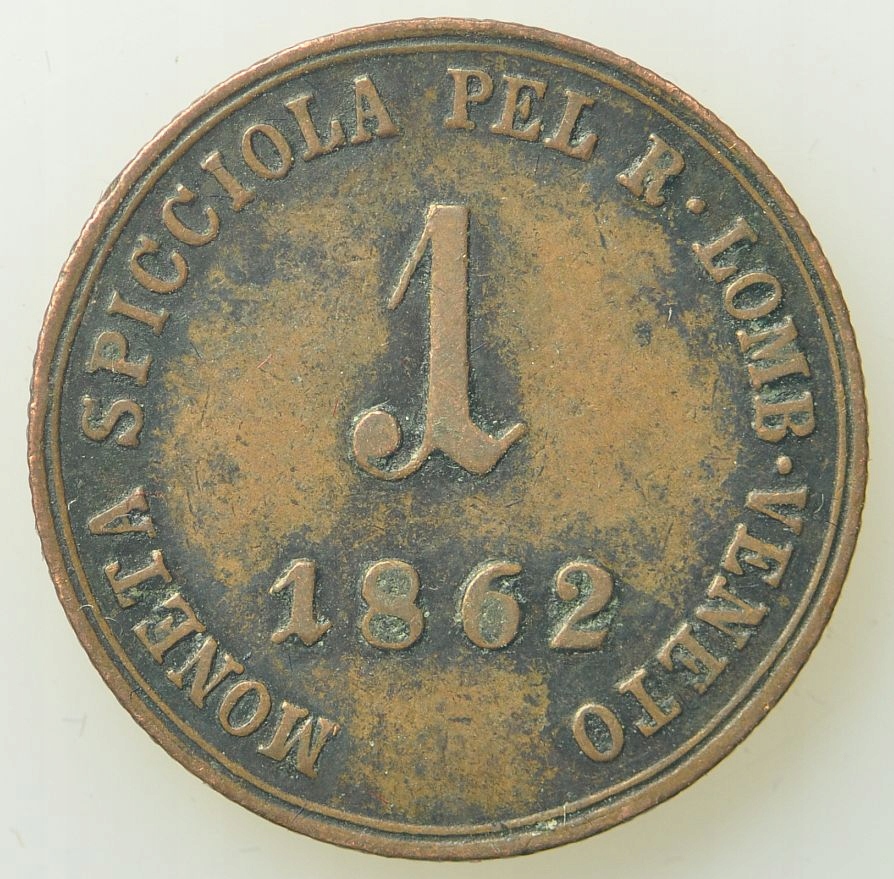 MONETA SPICCIOLA PEL R · LOMB · VENETO
1
1862